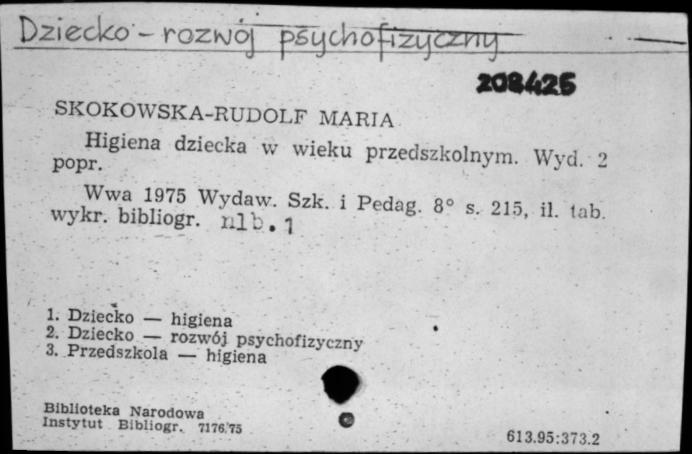 Dziecko - rozwój psychofizyczny
208425
SKOKOWSKA-RUDOLF MARIA
Higiena dziecka w wieku przedszkolnym. Wyd. 2
popr.
Wwa 1975 Wydaw. Szk. i Pedag. 8° s. 215, il. tab.
wykr. bibliogr. nlb. 1
1. Dziecko — higiena
2. Dziecko — rozwój psychofizyczny
3. Przedszkola — higiena
Biblioteka Narodowa
Instytut Bibliogr. 7176/75
613.95:373.2